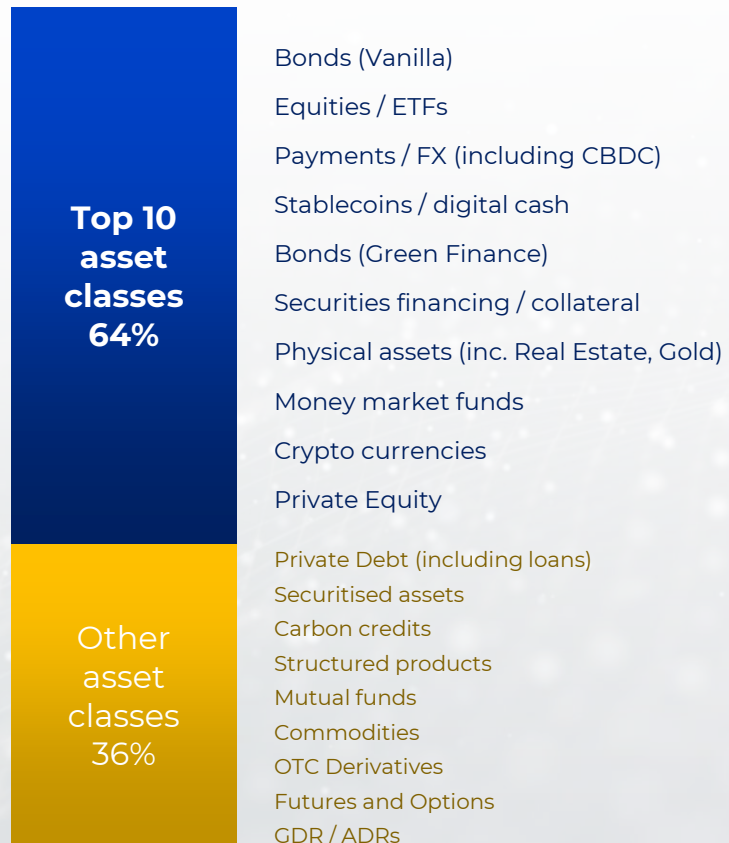 Top 10
asset
classes
64%
Bonds (Vanilla)
Equities / ETFs
Payments / FX (including CBDC)
Stablecoins / digital cash
Bonds (Green Finance)
Securities financing / collateral
Physical assets (inc. Real Estate, Gold)
Money market funds
Crypto currencies
Private Equity
Other
asset
classes
36%
Private Debt (including loans)
Securitised assets
Carbon credits
Structured products
Mutual funds
Commodities
OTC Derivatives
Futures and Options
GDR / ADRs